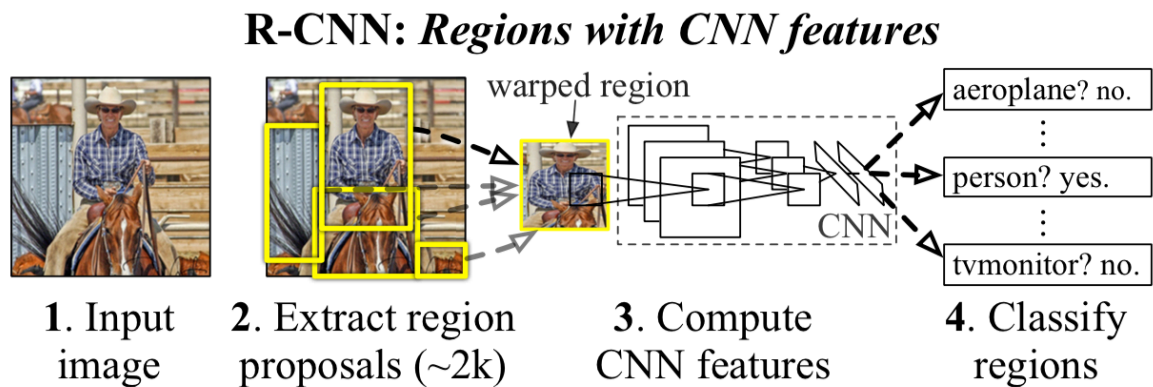 R-CNN: Regions with CNN features
warped region
aeroplane? no.
person? yes.
tvmonitor? no.
CNN
1. Input
image
2. Extract region
proposals (~2k)
3. Compute
CNN features
4. Classify
regions